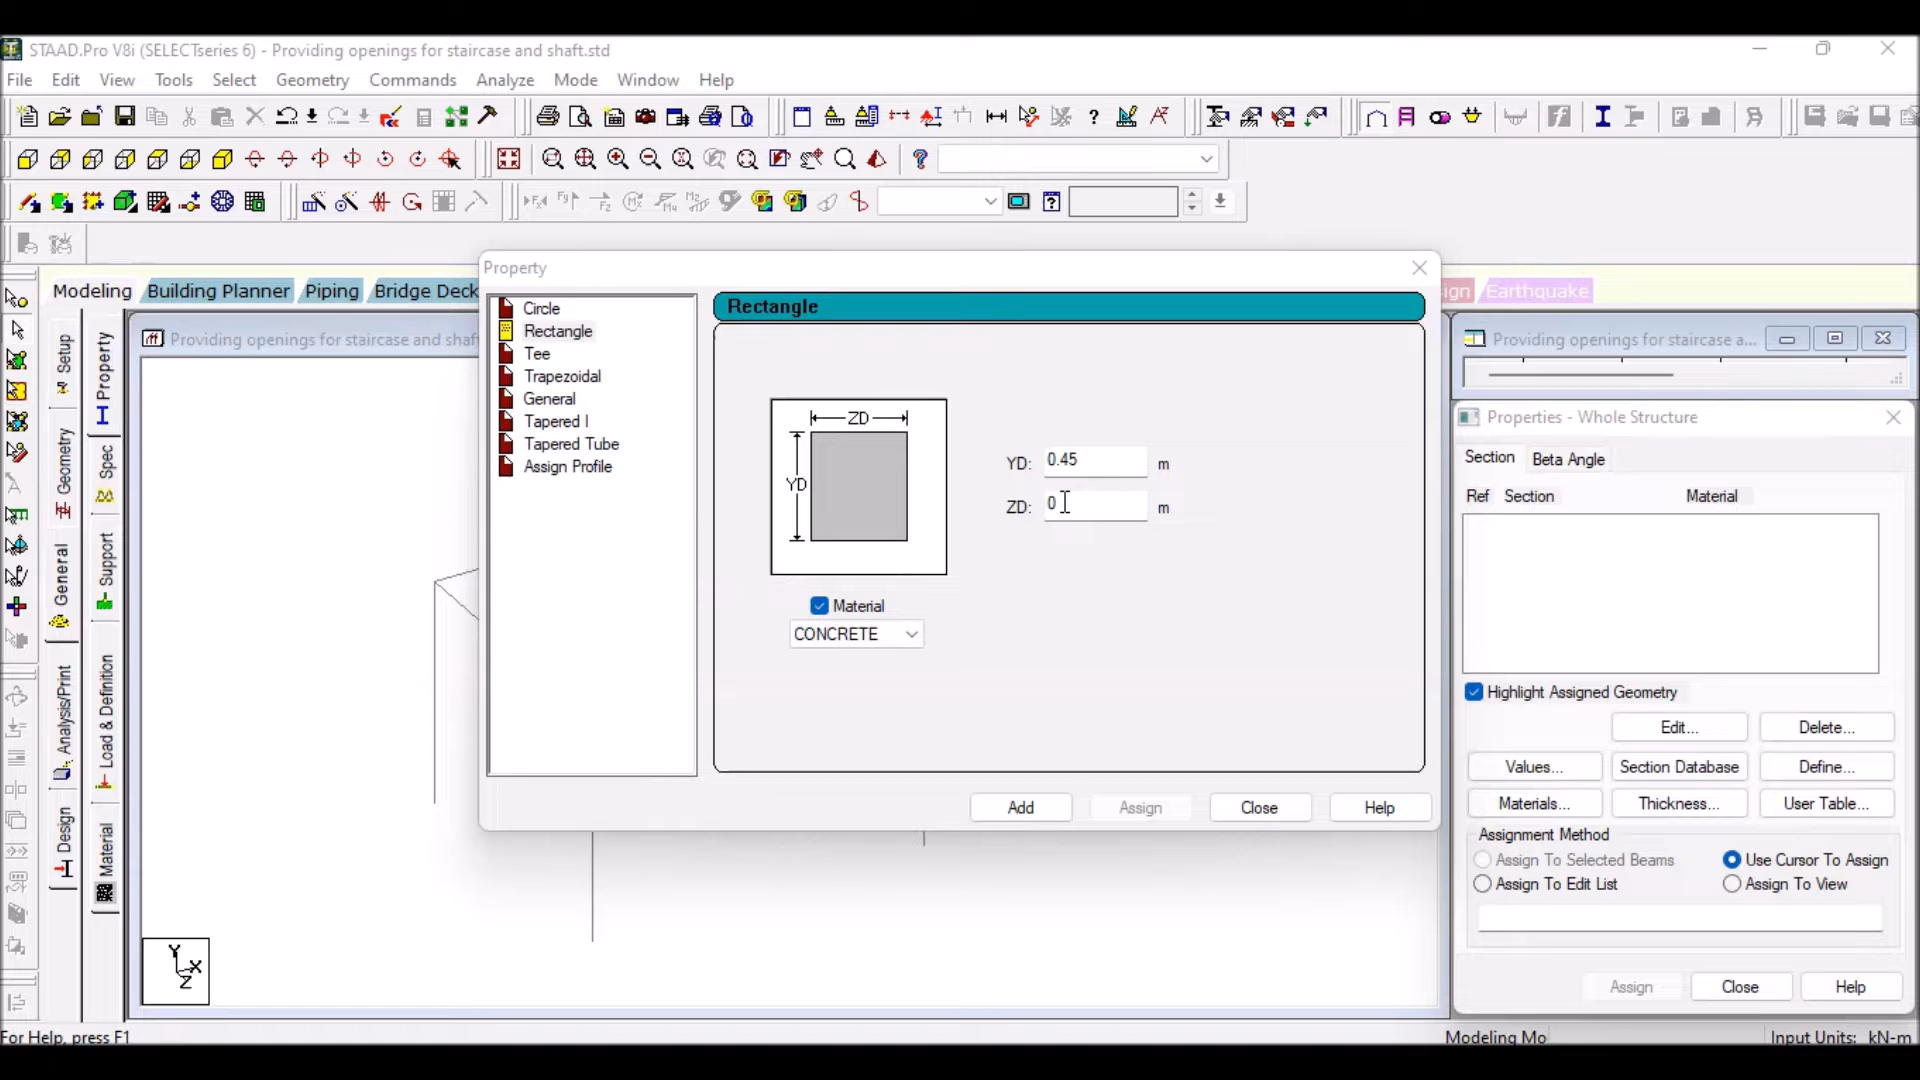 STAAD.Pro V8i (SELECTseries 6) - Providing openings for staircase and shaft.std
File Edit View Tools Select Geometry Commands Analyze Mode Window Help
Modeling Building Planner Piping Bridge Deck
ign Earthquake
Property
Circle
Rectangle
Tee
Trapezoidal
General
Tapered I
Tapered Tube
Assign Profile
Rectangle
ZD
YD
YD: 0.45 m
ZD: 0 m
Material
CONCRETE
Add Assign Close Help
Providing openings for staircase and shaf
Setup
Geometry
General
Analysis/Print
Design
Property
Spec
Support
Load & Definition
Material
Y
X
Z
Providing openings for staircase a...
Properties - Whole Structure
Section Beta Angle
Ref Section Material
Highlight Assigned Geometry
Edit... Delete...
Values... Section Database Define...
Materials... Thickness... User Table...
Assignment Method
Assign To Selected Beams Use Cursor To Assign
Assign To Edit List Assign To View
Assign Close Help
For Help, press F1
Modeling Mo Input Units: kN-m